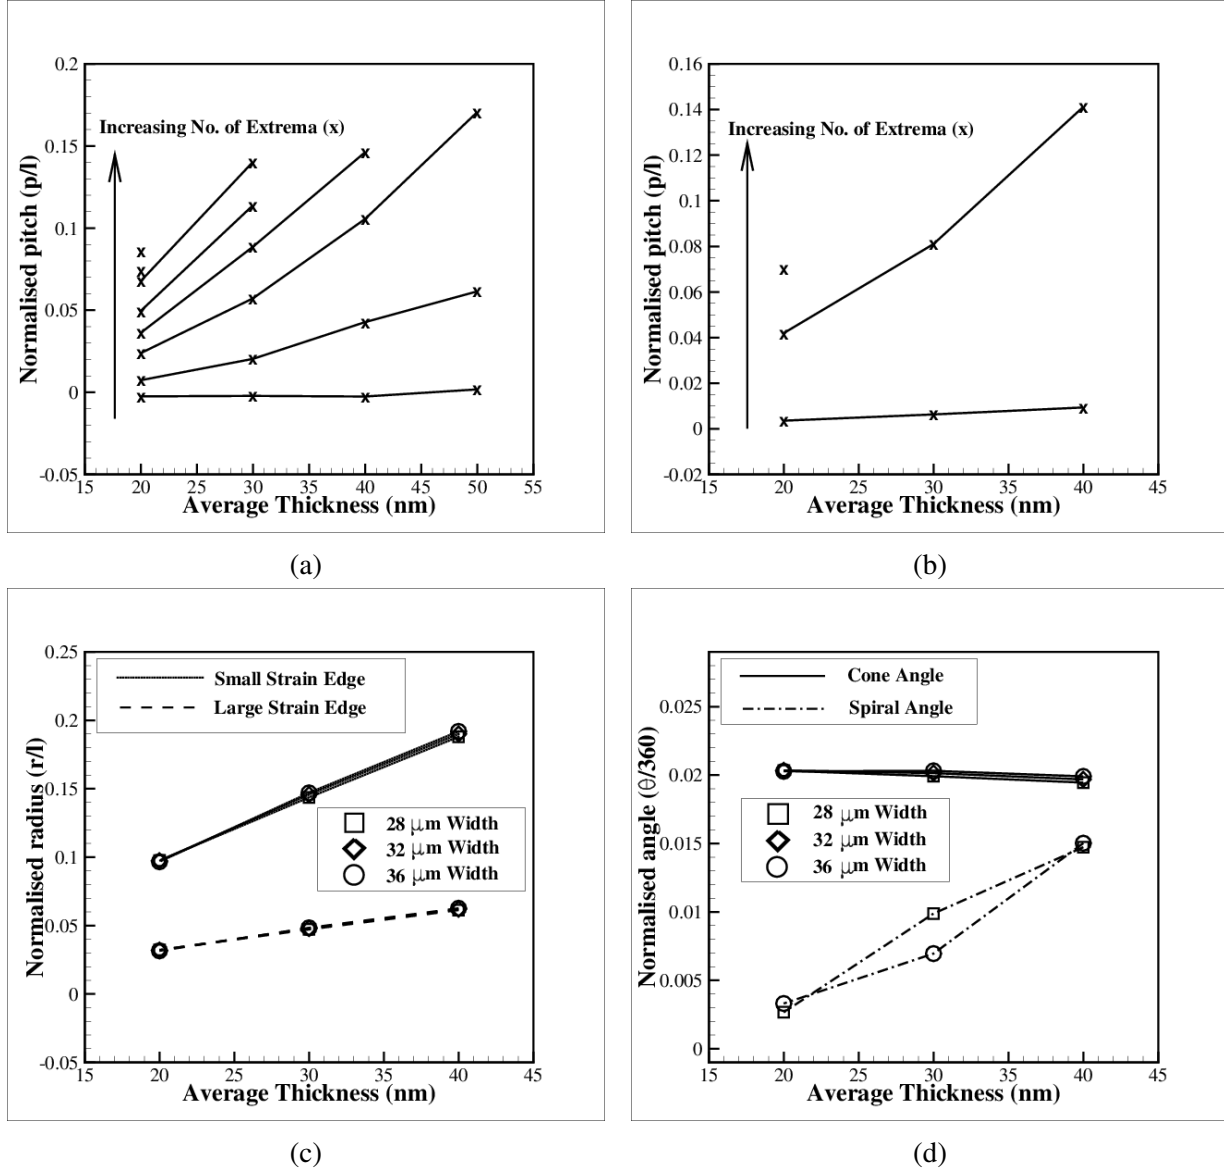 0.2
0.15
0.1
0.05
0
-0.05
Normalised pitch (p/l)
Increasing No. of Extrema (x)
15 20 25 30 35 40 45 50 55
Average Thickness (nm)
(a)
0.16
0.14
0.12
0.1
0.08
0.06
0.04
0.02
0
-0.02
Normalised pitch (p/l)
Increasing No. of Extrema (x)
15 20 25 30 35 40 45
Average Thickness (nm)
(b)
0.25
0.2
0.15
0.1
0.05
0
-0.05
Normalised radius (r/l)
Small Strain Edge
Large Strain Edge
28 μm Width
32 μm Width
36 μm Width
15 20 25 30 35 40 45
Average Thickness (nm)
(c)
0.025
0.02
0.015
0.01
0.005
0
Normalised angle (θ/360)
Cone Angle
Spiral Angle
28 μm Width
32 μm Width
36 μm Width
15 20 25 30 35 40 45
Average Thickness (nm)
(d)